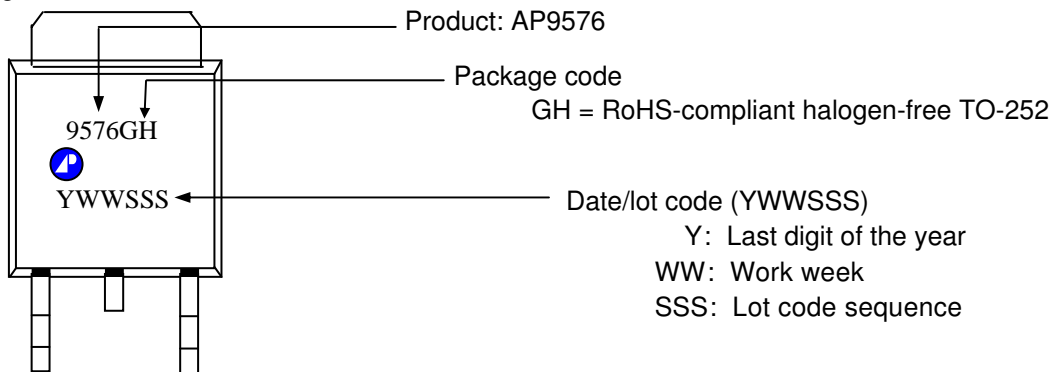 Product: AP9576
Package code
GH = RoHS-compliant halogen-free TO-252
9576GH
YWWSSS
Date/lot code (YWWSSS)
Y: Last digit of the year
WW: Work week
SSS: Lot code sequence